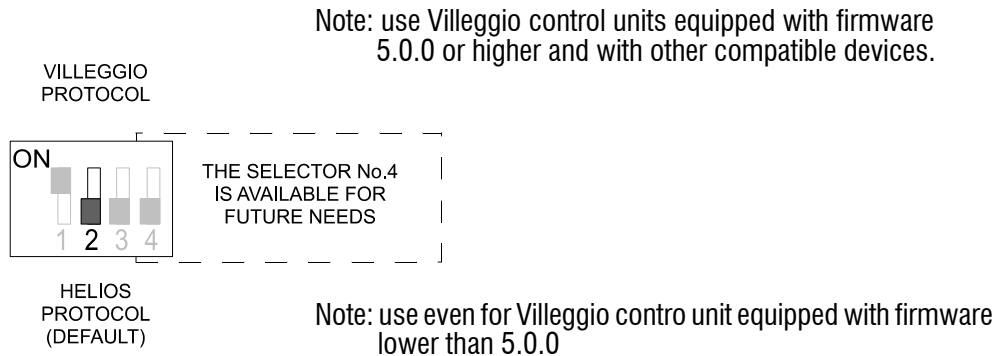 Note: use Villeggio control units equipped with firmware
5.0.0 or higher and with other compatible devices.
VILLEGGIO
PROTOCOL
ON
1 2 3 4
THE SELECTOR No.4
IS AVAILABLE FOR
FUTURE NEEDS
HELIOS
PROTOCOL
(DEFAULT)
Note: use even for Villeggio contro unit equipped with firmware
lower than 5.0.0